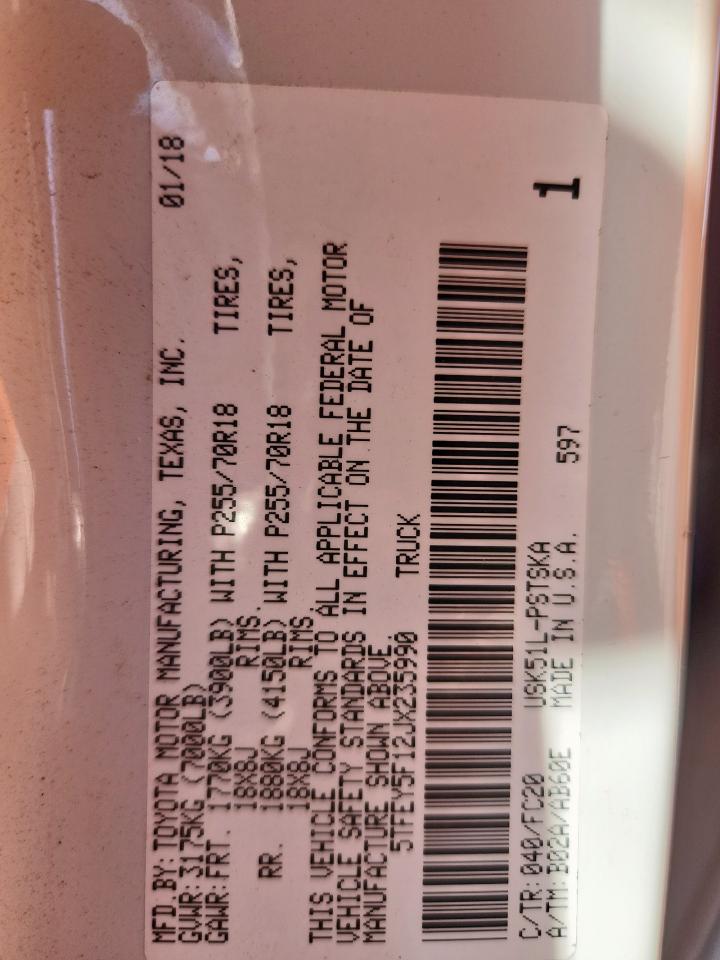 MFD. BY: TOYOTA MOTOR MANUFACTURING, TEXAS, INC. 01/18
GVWR: 3175KG (7000LB)
GAWR: FRT. 1770KG (3900LB) WITH P255/70R18 TIRES,
18X8J RIMS.
RR. 1880KG (4150LB) WITH P255/70R18 TIRES,
18X8J RIMS.
THIS VEHICLE CONFORMS TO ALL APPLICABLE FEDERAL MOTOR
VEHICLE SAFETY STANDARDS IN EFFECT ON THE DATE OF
MANUFACTURE SHOWN ABOVE.
5TFEY5F12JX235990 TRUCK
C/TR: 040/FC20 USK51L-PSTSKA 1
A/TM: B02A/AB60E MADE IN U.S.A. 597